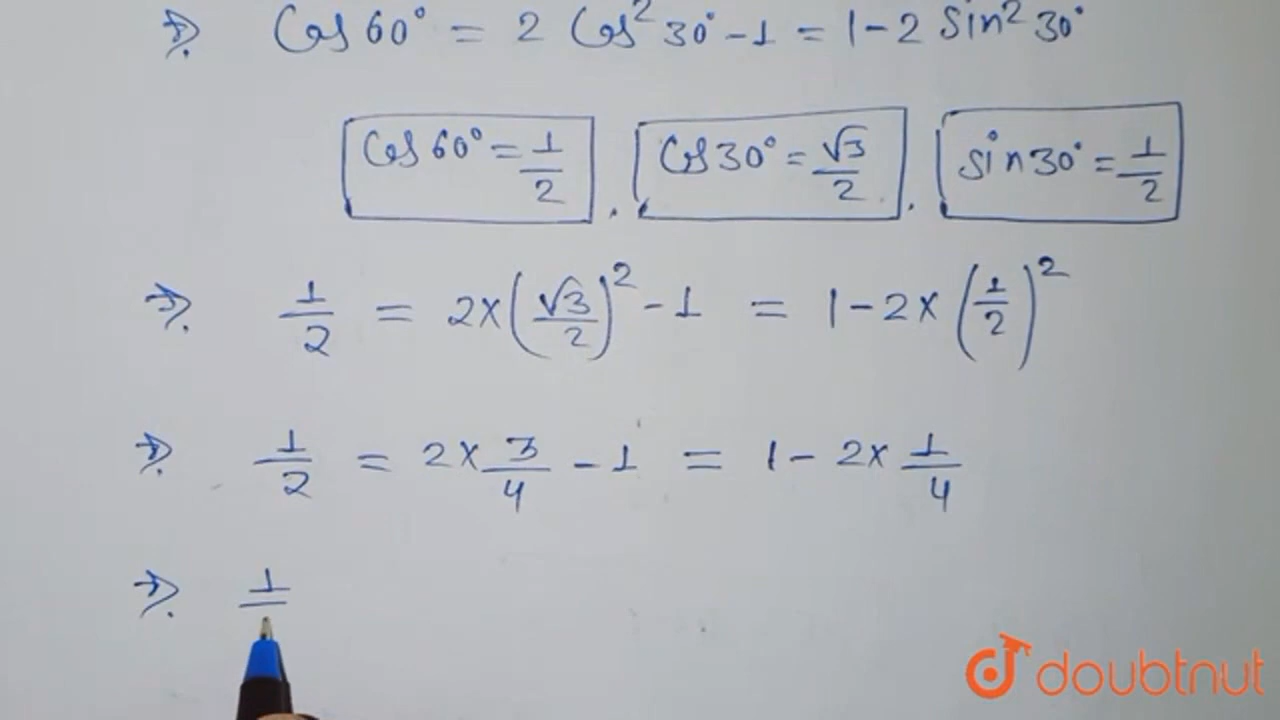 ⇒. Cos 60° = 2 Cos² 30° - 1 = 1 - 2 Sin² 30°
Cos 60° = 1/2 . Cos 30° = √3/2 . Sin 30° = 1/2
⇒. 1/2 = 2 × (√3/2)² - 1 = 1 - 2 × (1/2)²
⇒. 1/2 = 2 × 3/4 - 1 = 1 - 2 × 1/4
⇒. 1/
doubtnut